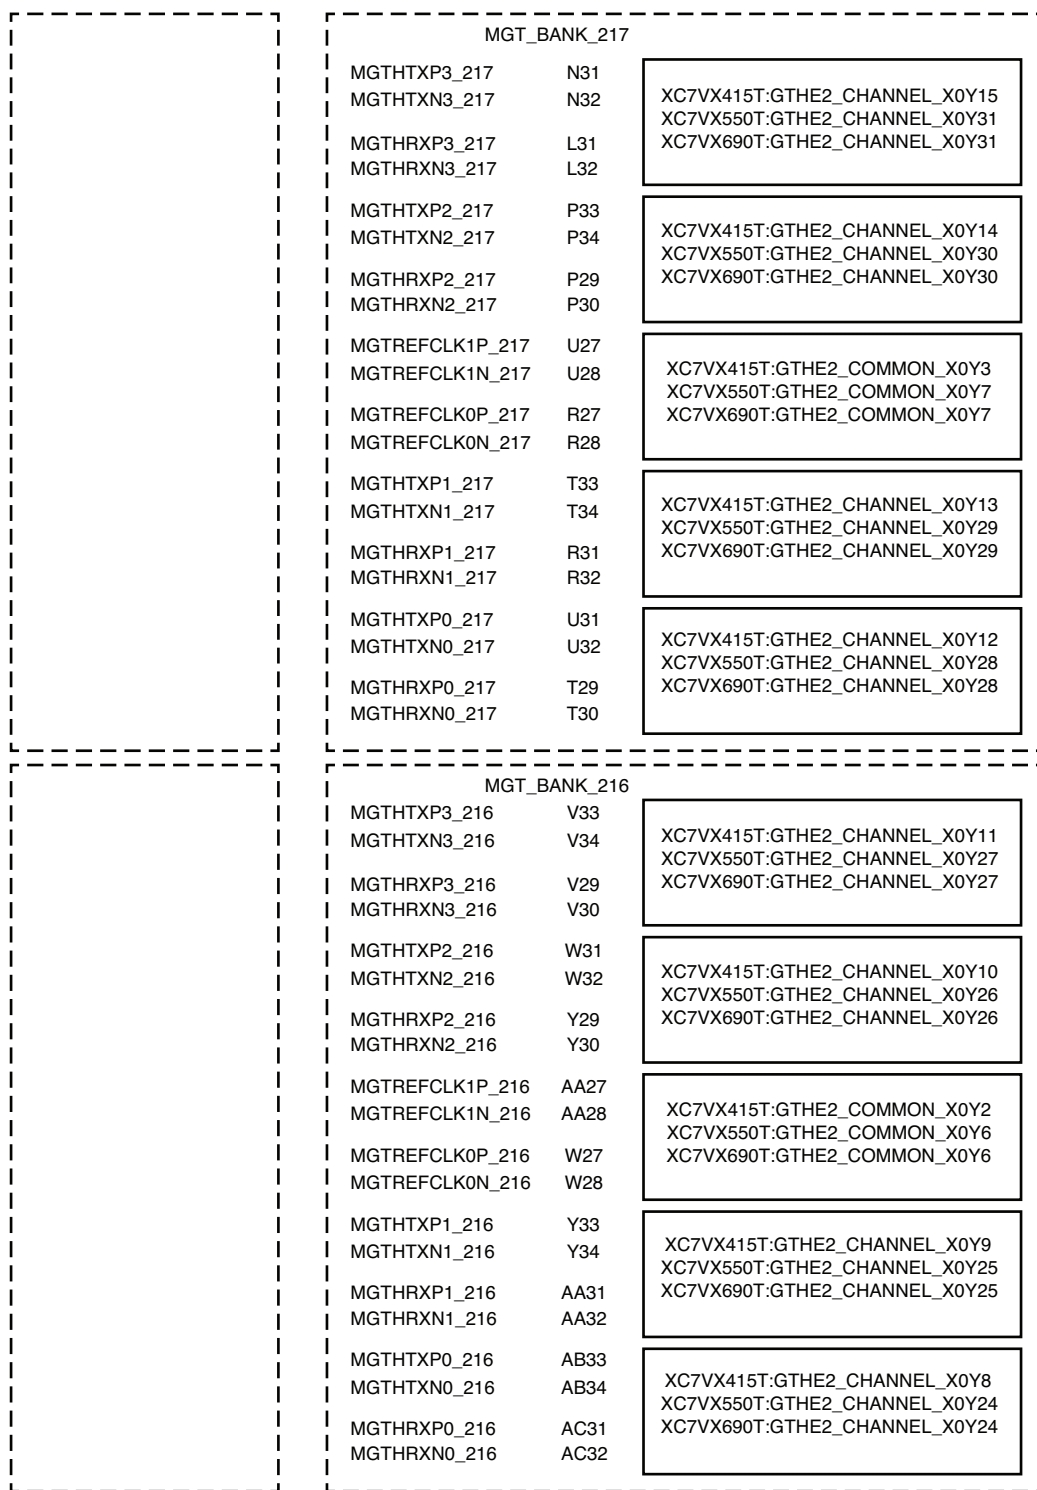 MGT_BANK_217
MGTHTXP3_217 N31
MGTHTXN3_217 N32
MGTHRXP3_217 L31
MGTHRXN3_217 L32
XC7VX415T:GTHE2_CHANNEL_X0Y15
XC7VX550T:GTHE2_CHANNEL_X0Y31
XC7VX690T:GTHE2_CHANNEL_X0Y31
MGTHTXP2_217 P33
MGTHTXN2_217 P34
MGTHRXP2_217 P29
MGTHRXN2_217 P30
XC7VX415T:GTHE2_CHANNEL_X0Y14
XC7VX550T:GTHE2_CHANNEL_X0Y30
XC7VX690T:GTHE2_CHANNEL_X0Y30
MGTREFCLK1P_217 U27
MGTREFCLK1N_217 U28
MGTREFCLK0P_217 R27
MGTREFCLK0N_217 R28
XC7VX415T:GTHE2_COMMON_X0Y3
XC7VX550T:GTHE2_COMMON_X0Y7
XC7VX690T:GTHE2_COMMON_X0Y7
MGTHTXP1_217 T33
MGTHTXN1_217 T34
MGTHRXP1_217 R31
MGTHRXN1_217 R32
XC7VX415T:GTHE2_CHANNEL_X0Y13
XC7VX550T:GTHE2_CHANNEL_X0Y29
XC7VX690T:GTHE2_CHANNEL_X0Y29
MGTHTXP0_217 U31
MGTHTXN0_217 U32
MGTHRXP0_217 T29
MGTHRXN0_217 T30
XC7VX415T:GTHE2_CHANNEL_X0Y12
XC7VX550T:GTHE2_CHANNEL_X0Y28
XC7VX690T:GTHE2_CHANNEL_X0Y28
MGT_BANK_216
MGTHTXP3_216 V33
MGTHTXN3_216 V34
MGTHRXP3_216 V29
MGTHRXN3_216 V30
XC7VX415T:GTHE2_CHANNEL_X0Y11
XC7VX550T:GTHE2_CHANNEL_X0Y27
XC7VX690T:GTHE2_CHANNEL_X0Y27
MGTHTXP2_216 W31
MGTHTXN2_216 W32
MGTHRXP2_216 Y29
MGTHRXN2_216 Y30
XC7VX415T:GTHE2_CHANNEL_X0Y10
XC7VX550T:GTHE2_CHANNEL_X0Y26
XC7VX690T:GTHE2_CHANNEL_X0Y26
MGTREFCLK1P_216 AA27
MGTREFCLK1N_216 AA28
MGTREFCLK0P_216 W27
MGTREFCLK0N_216 W28
XC7VX415T:GTHE2_COMMON_X0Y2
XC7VX550T:GTHE2_COMMON_X0Y6
XC7VX690T:GTHE2_COMMON_X0Y6
MGTHTXP1_216 Y33
MGTHTXN1_216 Y34
MGTHRXP1_216 AA31
MGTHRXN1_216 AA32
XC7VX415T:GTHE2_CHANNEL_X0Y9
XC7VX550T:GTHE2_CHANNEL_X0Y25
XC7VX690T:GTHE2_CHANNEL_X0Y25
MGTHTXP0_216 AB33
MGTHTXN0_216 AB34
MGTHRXP0_216 AC31
MGTHRXN0_216 AC32
XC7VX415T:GTHE2_CHANNEL_X0Y8
XC7VX550T:GTHE2_CHANNEL_X0Y24
XC7VX690T:GTHE2_CHANNEL_X0Y24